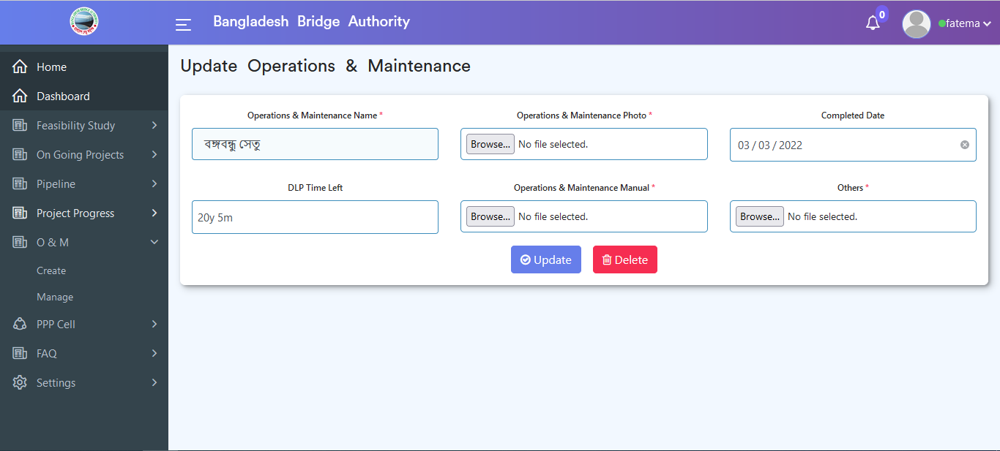 Bangladesh Bridge Authority
0
fatema
Home
Dashboard
Feasibility Study
On Going Projects
Pipeline
Project Progress
O & M
Create
Manage
PPP Cell
FAQ
Settings
Update Operations & Maintenance
Operations & Maintenance Name *
বঙ্গবন্ধু সেতু
Operations & Maintenance Photo *
Browse... No file selected.
Completed Date
03 / 03 / 2022
DLP Time Left
20y 5m
Operations & Maintenance Manual *
Browse... No file selected.
Others *
Browse... No file selected.
Update
Delete